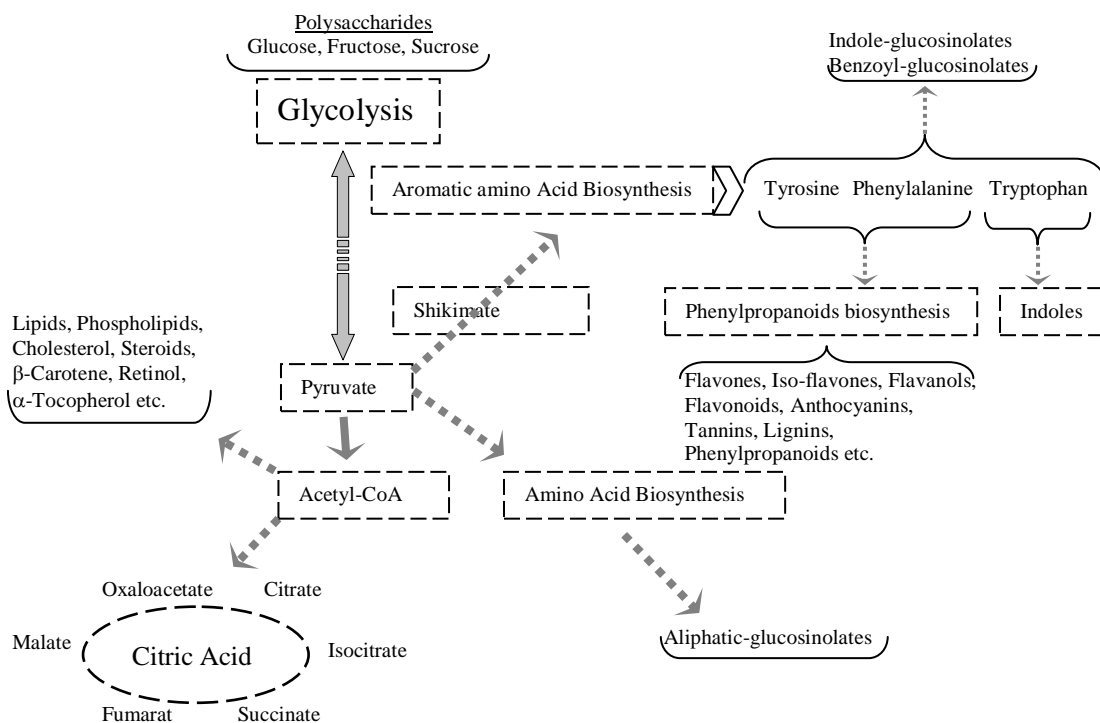 Polysaccharides
Glucose, Fructose, Sucrose
Glycolysis
Indole-glucosinolates
Benzoyl-glucosinolates
Aromatic amino Acid Biosynthesis
Tyrosine Phenylalanine Tryptophan
Shikimate
Phenylpropanoids biosynthesis
Indoles
Lipids, Phospholipids,
Cholesterol, Steroids,
β-Carotene, Retinol,
α-Tocopherol etc.
Pyruvate
Flavones, Iso-flavones, Flavanols,
Flavonoids, Anthocyanins,
Tannins, Lignins,
Phenylpropanoids etc.
Acetyl-CoA
Amino Acid Biosynthesis
Oxaloacetate
Citrate
Malate
Citric Acid
Isocitrate
Fumarat
Succinate
Aliphatic-glucosinolates